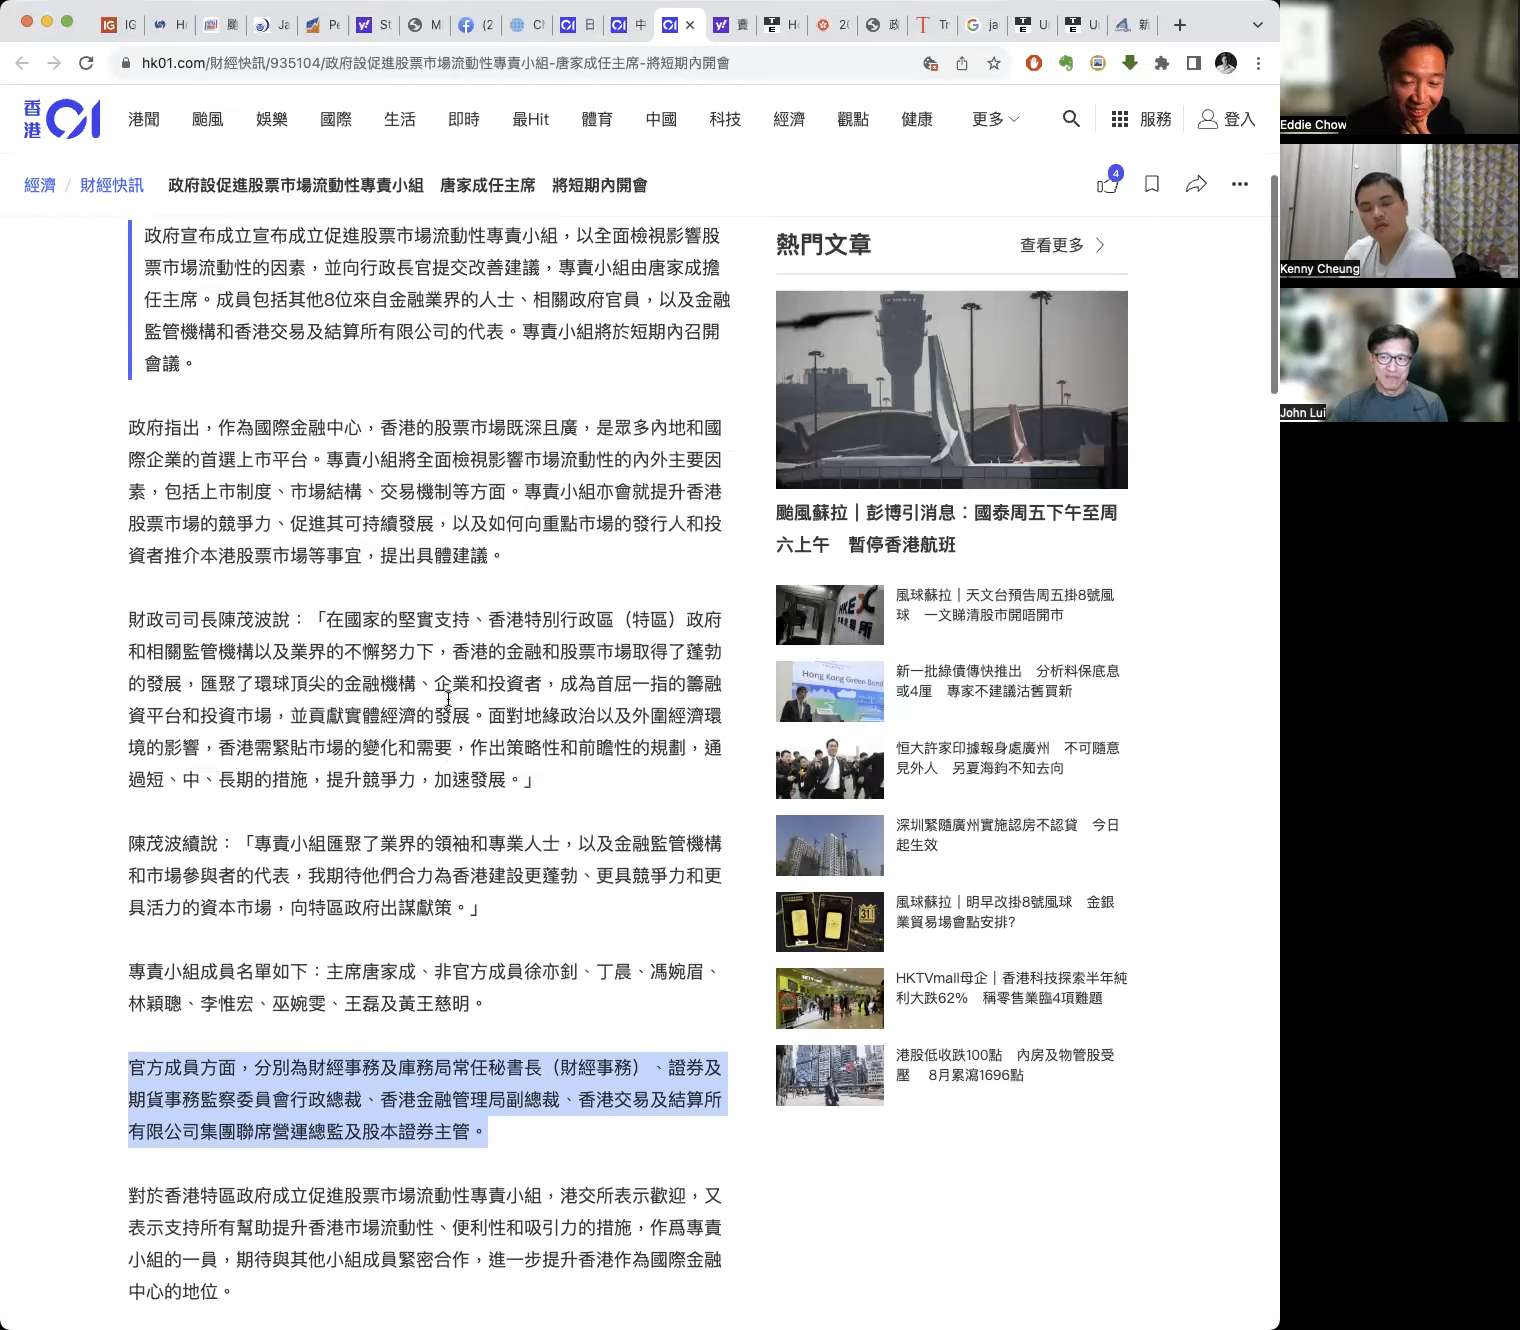 IG
IG
Ja
Pe
St
M
(2
日
中
Tr
ja
新
hk01.com/財經快訊/935104/政府設促進股票市場流動性專責小組-唐家成任主席-將短期內開會
香港01
港聞 颱風 娛樂 國際 生活 即時 最Hit 體育 中國 科技 經濟 觀點 健康 更多 服務 登入
經濟 / 財經快訊 政府設促進股票市場流動性專責小組 唐家成任主席 將短期內開會
4
政府宣布成立宣布成立促進股票市場流動性專責小組，以全面檢視影響股
票市場流動性的因素，並向行政長官提交改善建議，專責小組由唐家成擔
任主席。成員包括其他8位來自金融業界的人士、相關政府官員，以及金融
監管機構和香港交易及結算所有限公司的代表。專責小組將於短期內召開
會議。
政府指出，作為國際金融中心，香港的股票市場既深且廣，是眾多內地和國
際企業的首選上市平台。專責小組將全面檢視影響市場流動性的內外主要因
素，包括上市制度、市場結構、交易機制等方面。專責小組亦會就提升香港
股票市場的競爭力、促進其可持續發展，以及如何向重點市場的發行人和投
資者推介本港股票市場等事宜，提出具體建議。
財政司司長陳茂波說：「在國家的堅實支持、香港特別行政區（特區）政府
和相關監管機構以及業界的不懈努力下，香港的金融和股票市場取得了蓬勃
的發展，匯聚了環球頂尖的金融機構、企業和投資者，成為首屈一指的籌融
資平台和投資市場，並貢獻實體經濟的發展。面對地緣政治以及外圍經濟環
境的影響，香港需緊貼市場的變化和需要，作出策略性和前瞻性的規劃，通
過短、中、長期的措施，提升競爭力，加速發展。」
陳茂波續說：「專責小組匯聚了業界的領袖和專業人士，以及金融監管機構
和市場參與者的代表，我期待他們合力為香港建設更蓬勃、更具競爭力和更
具活力的資本市場，向特區政府出謀獻策。」
專責小組成員名單如下：主席唐家成、非官方成員徐亦釗、丁晨、馮婉眉、
林穎聰、李惟宏、巫婉雯、王磊及黃王慈明。
官方成員方面，分別為財經事務及庫務局常任秘書長（財經事務）、證券及
期貨事務監察委員會行政總裁、香港金融管理局副總裁、香港交易及結算所
有限公司集團聯席營運總監及股本證券主管。
對於香港特區政府成立促進股票市場流動性專責小組，港交所表示歡迎，又
表示支持所有幫助提升香港市場流動性、便利性和吸引力的措施，作爲專責
小組的一員，期待與其他小組成員緊密合作，進一步提升香港作為國際金融
中心的地位。
熱門文章 查看更多
颱風蘇拉｜彭博引消息：國泰周五下午至周
六上午 暫停香港航班
HKEX
風球蘇拉｜天文台預告周五掛8號風
球 一文睇清股市開唔開市
Hong Kong Green Bond
新一批綠債傳快推出 分析料保底息
或4厘 專家不建議沽舊買新
恒大許家印據報身處廣州 不可隨意
見外人 另夏海鈞不知去向
深圳緊隨廣州實施認房不認貸 今日
起生效
風球蘇拉｜明早改掛8號風球 金銀
業貿易場會點安排?
HKTVmall母企｜香港科技探索半年純
利大跌62% 稱零售業臨4項難題
港股低收跌100點 內房及物管股受
壓 8月累瀉1696點
Eddie Chow
Kenny Cheung
John Lui